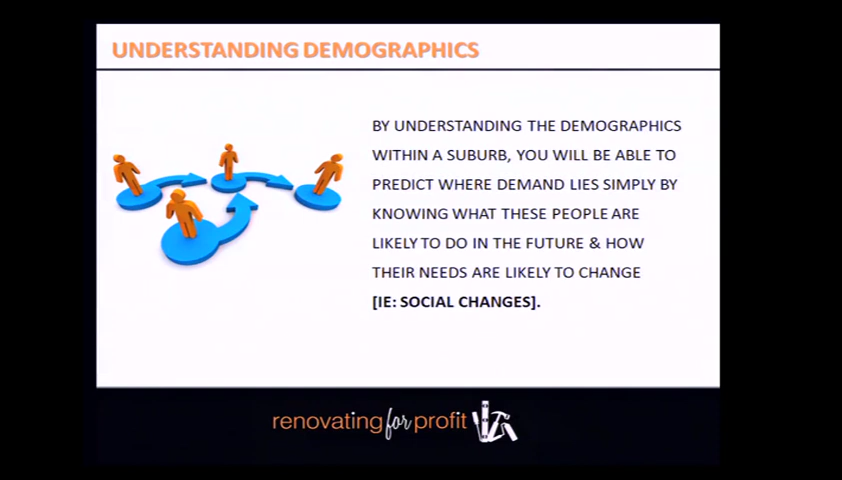 UNDERSTANDING DEMOGRAPHICS
BY UNDERSTANDING THE DEMOGRAPHICS
WITHIN A SUBURB, YOU WILL BE ABLE TO
PREDICT WHERE DEMAND LIES SIMPLY BY
KNOWING WHAT THESE PEOPLE ARE
LIKELY TO DO IN THE FUTURE & HOW
THEIR NEEDS ARE LIKELY TO CHANGE
[IE: SOCIAL CHANGES].
renovating for profit